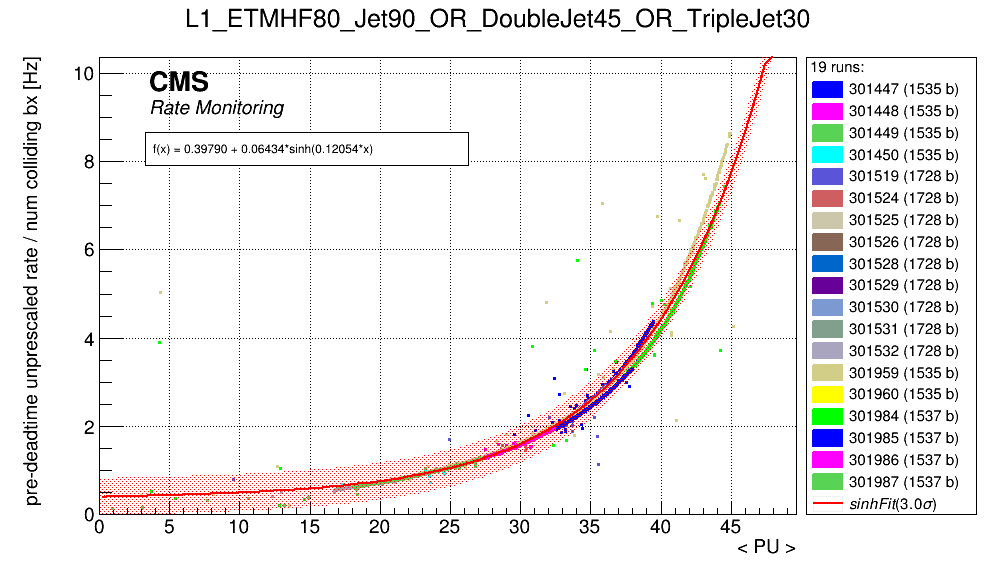 L1_ETMHF80_Jet90_OR_DoubleJet45_OR_TripleJet30
pre-deadtime unprescaled rate / num colliding bx [Hz]
CMS
Rate Monitoring
f(x) = 0.39790 + 0.06434*sinh(0.12054*x)
10
8
6
4
2
0
0 5 10 15 20 25 30 35 40 45
< PU >
19 runs:
301447 (1535 b)
301448 (1535 b)
301449 (1535 b)
301450 (1535 b)
301519 (1728 b)
301524 (1728 b)
301525 (1728 b)
301526 (1728 b)
301528 (1728 b)
301529 (1728 b)
301530 (1728 b)
301531 (1728 b)
301532 (1728 b)
301959 (1535 b)
301960 (1535 b)
301984 (1537 b)
301985 (1537 b)
301986 (1537 b)
301987 (1537 b)
sinhFit(3.0σ)